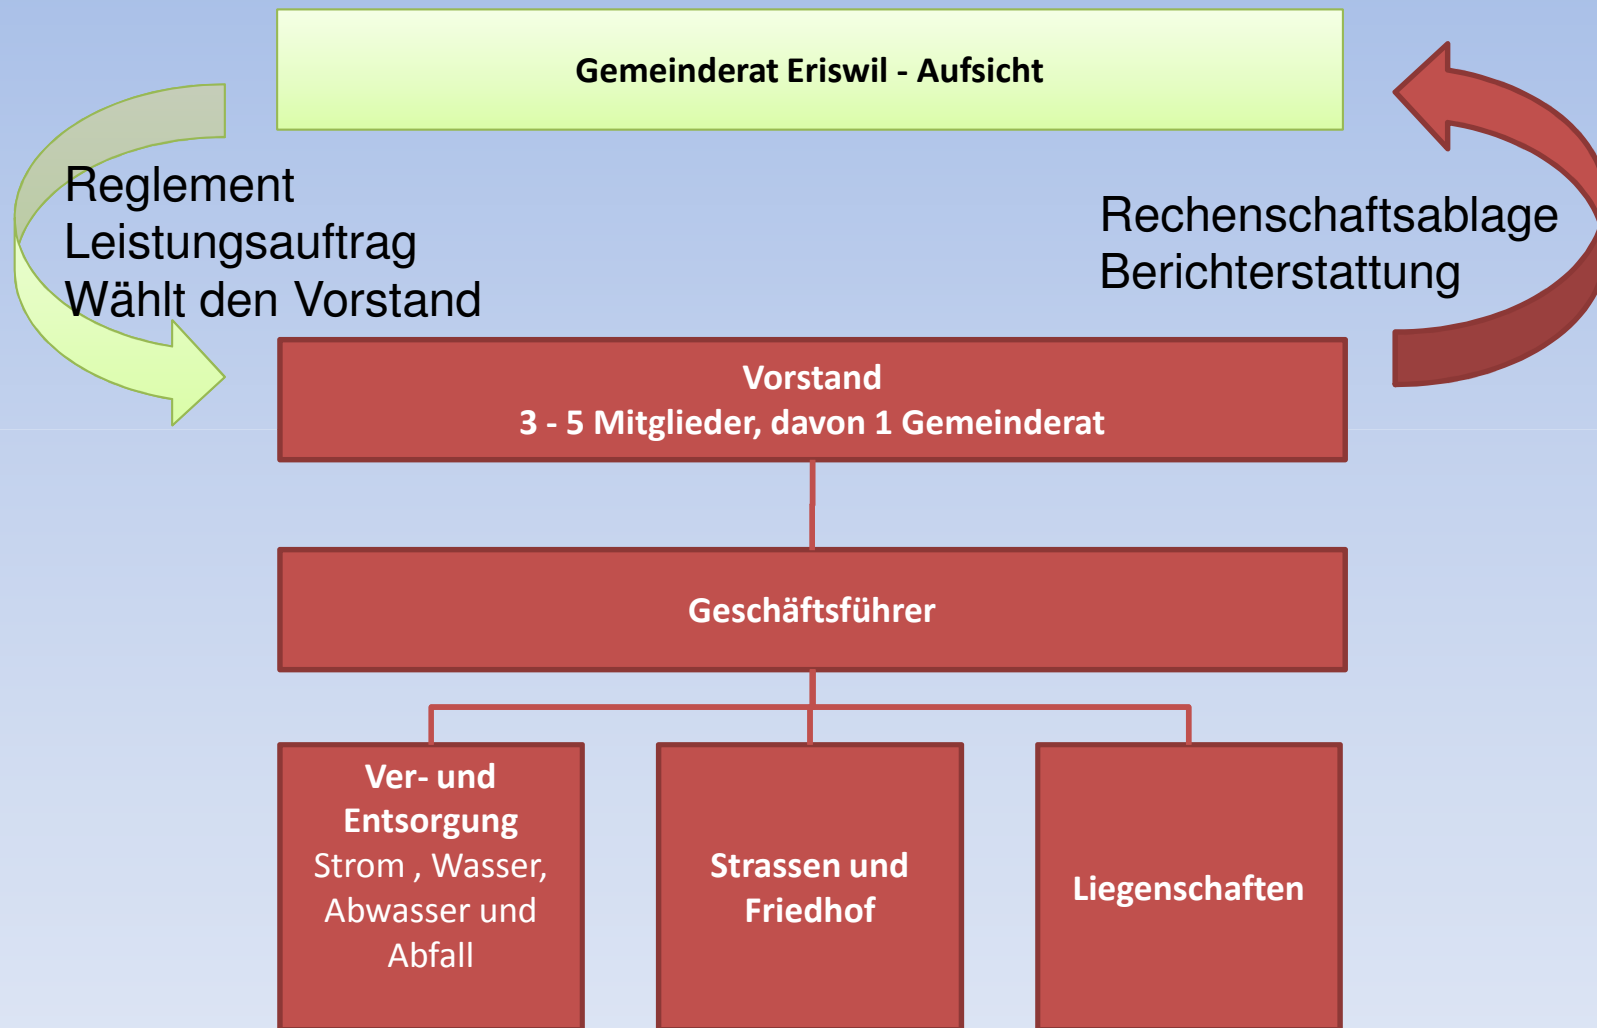 Gemeinderat Eriswil - Aufsicht
Reglement
Leistungsauftrag
Wählt den Vorstand
Rechenschaftsablage
Berichterstattung
Vorstand
3 - 5 Mitglieder, davon 1 Gemeinderat
Geschäftsführer
Ver- und
Entsorgung
Strom , Wasser,
Abwasser und
Abfall
Strassen und
Friedhof
Liegenschaften